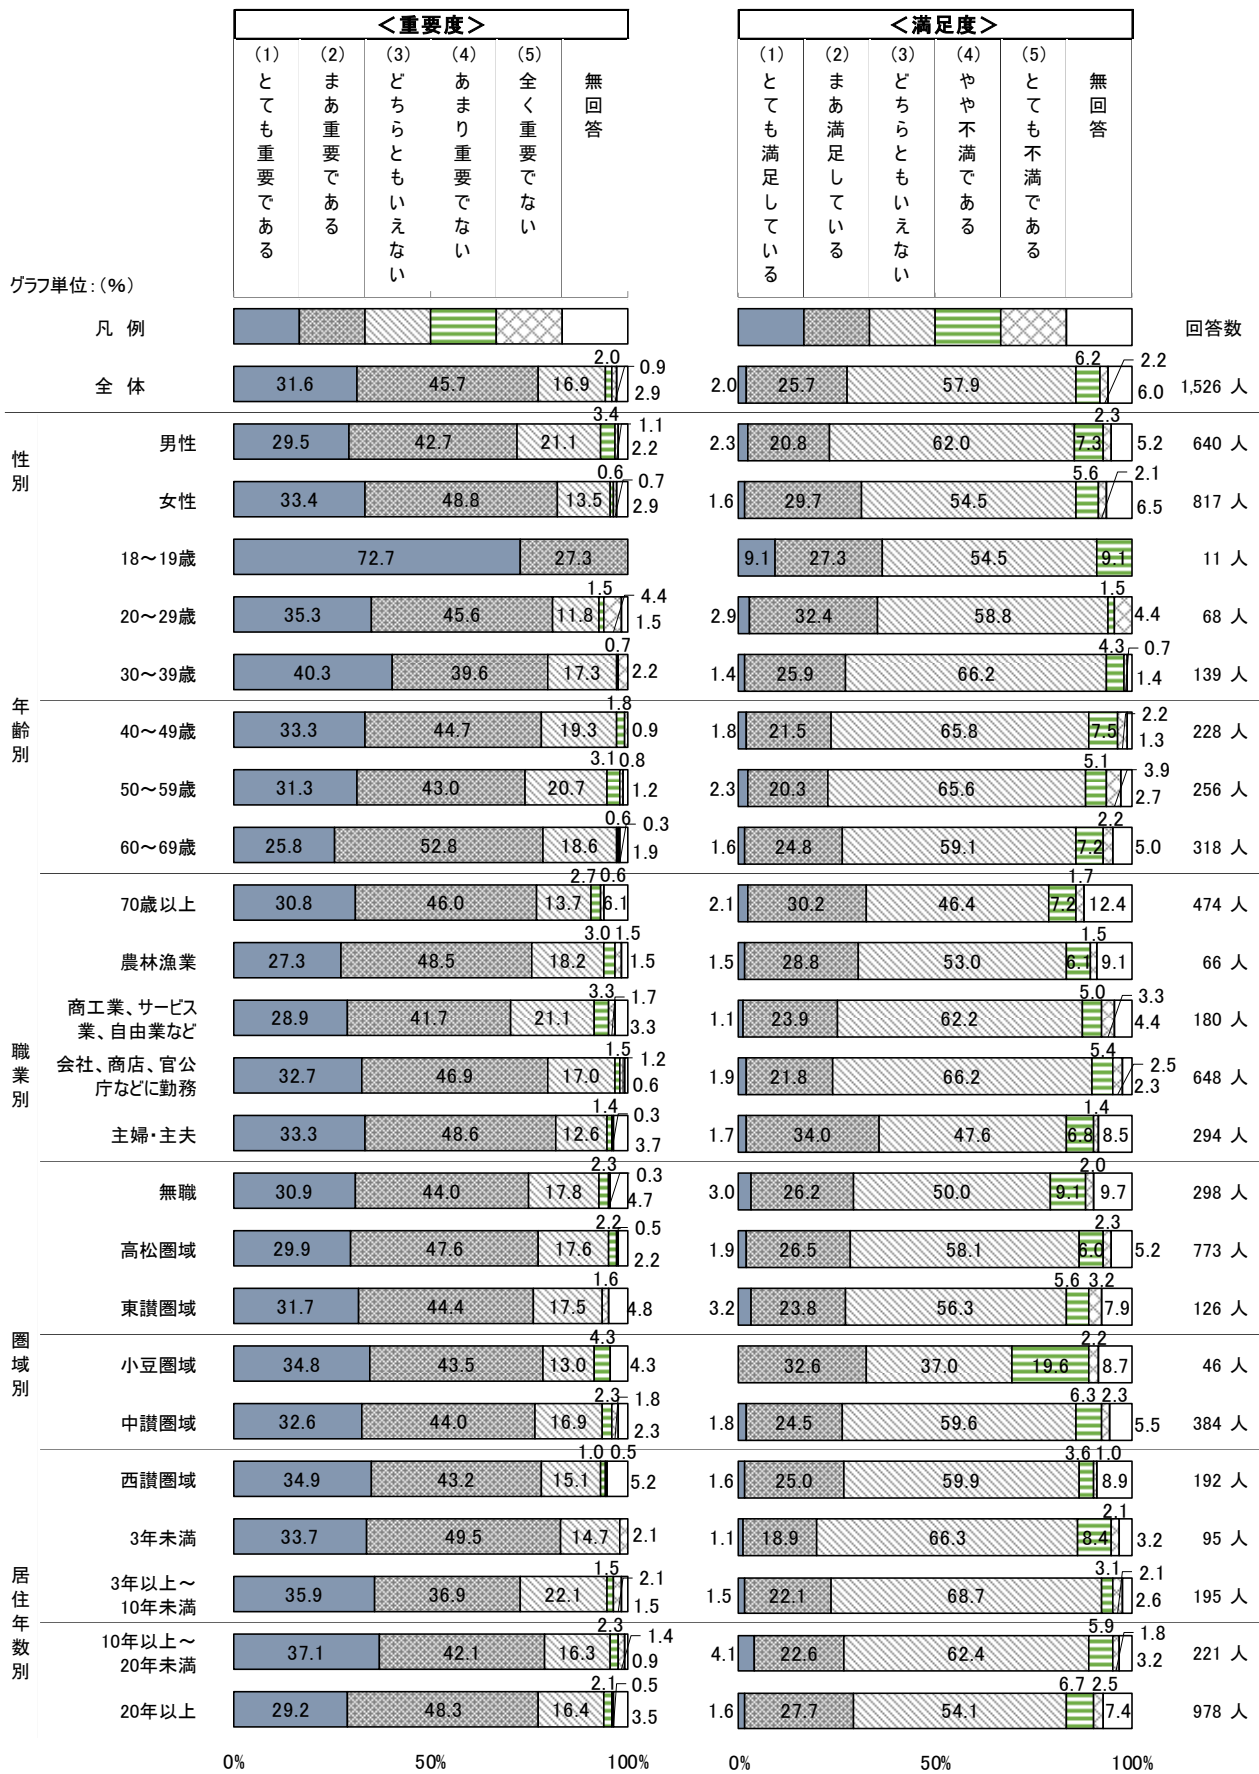 ＜重要度＞ ＜満足度＞
(1) (2) (3) (4) (5) (1) (2) (3) (4) (5)
とても重要である
まあ重要である
どちらともいえない
あまり重要でない
全く重要でない
無回答
とても満足している
まあ満足している
どちらともいえない
やや不満である
とても不満である
無回答
グラフ単位：(％)
凡 例 回答数
全 体 31.6 45.7 16.9 2.0 0.9 2.9 2.0 25.7 57.9 6.2 2.2 6.0 1,526 人
性別
男性 29.5 42.7 21.1 3.4 1.1 2.2 2.3 20.8 62.0 7.3 2.3 5.2 640 人
女性 33.4 48.8 13.5 0.6 0.7 2.9 1.6 29.7 54.5 5.6 2.1 6.5 817 人
18～19歳 72.7 27.3 9.1 27.3 54.5 9.1 11 人
20～29歳 35.3 45.6 11.8 1.5 4.4 1.5 2.9 32.4 58.8 1.5 4.4 68 人
30～39歳 40.3 39.6 17.3 0.7 2.2 1.4 25.9 66.2 4.3 0.7 1.4 139 人
年齢別
40～49歳 33.3 44.7 19.3 1.8 0.9 1.8 21.5 65.8 7.5 2.2 1.3 228 人
50～59歳 31.3 43.0 20.7 3.1 0.8 1.2 2.3 20.3 65.6 5.1 3.9 2.7 256 人
60～69歳 25.8 52.8 18.6 0.6 0.3 1.9 1.6 24.8 59.1 7.2 2.2 5.0 318 人
70歳以上 30.8 46.0 13.7 2.7 0.6 6.1 2.1 30.2 46.4 7.2 1.7 12.4 474 人
農林漁業 27.3 48.5 18.2 3.0 1.5 1.5 1.5 28.8 53.0 6.1 1.5 9.1 66 人
職業別
商工業、サービス
業、自由業など 28.9 41.7 21.1 3.3 1.7 3.3 1.1 23.9 62.2 5.0 3.3 4.4 180 人
会社、商店、官公
庁などに勤務 32.7 46.9 17.0 1.5 1.2 0.6 1.9 21.8 66.2 5.4 2.5 2.3 648 人
主婦・主夫 33.3 48.6 12.6 1.4 0.3 3.7 1.7 34.0 47.6 6.8 1.4 8.5 294 人
無職 30.9 44.0 17.8 2.3 0.3 4.7 3.0 26.2 50.0 9.1 2.0 9.7 298 人
高松圏域 29.9 47.6 17.6 2.2 0.5 2.2 1.9 26.5 58.1 6.0 2.3 5.2 773 人
東讃圏域 31.7 44.4 17.5 1.6 4.8 3.2 23.8 56.3 5.6 3.2 7.9 126 人
圏域別
小豆圏域 34.8 43.5 13.0 4.3 4.3 32.6 37.0 19.6 2.2 8.7 46 人
中讃圏域 32.6 44.0 16.9 2.3 1.8 2.3 1.8 24.5 59.6 6.3 2.3 5.5 384 人
西讃圏域 34.9 43.2 15.1 1.0 0.5 5.2 1.6 25.0 59.9 3.6 1.0 8.9 192 人
3年未満 33.7 49.5 14.7 2.1 1.1 18.9 66.3 8.4 2.1 3.2 95 人
居住年数別
3年以上～
10年未満 35.9 36.9 22.1 1.5 2.1 1.5 1.5 22.1 68.7 3.1 2.1 2.6 195 人
10年以上～
20年未満 37.1 42.1 16.3 2.3 1.4 0.9 4.1 22.6 62.4 5.9 1.8 3.2 221 人
20年以上 29.2 48.3 16.4 2.1 0.5 3.5 1.6 27.7 54.1 6.7 2.5 7.4 978 人
0% 50% 100% 0% 50% 100%